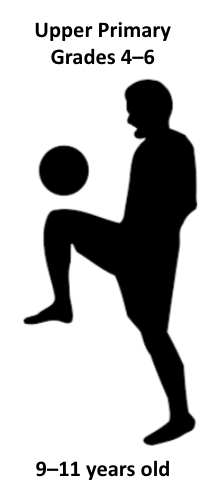 Upper Primary
Grades 4–6
9–11 years old